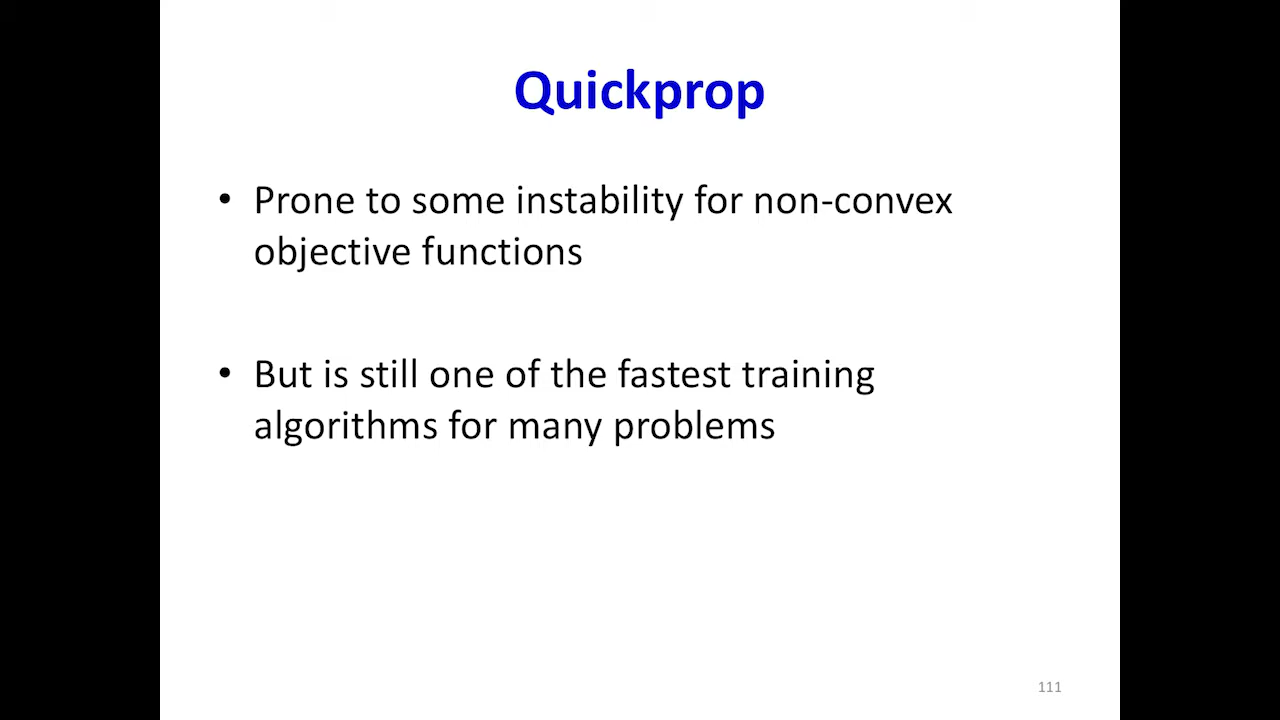 Quickprop
• Prone to some instability for non-convex
objective functions
• But is still one of the fastest training
algorithms for many problems
111